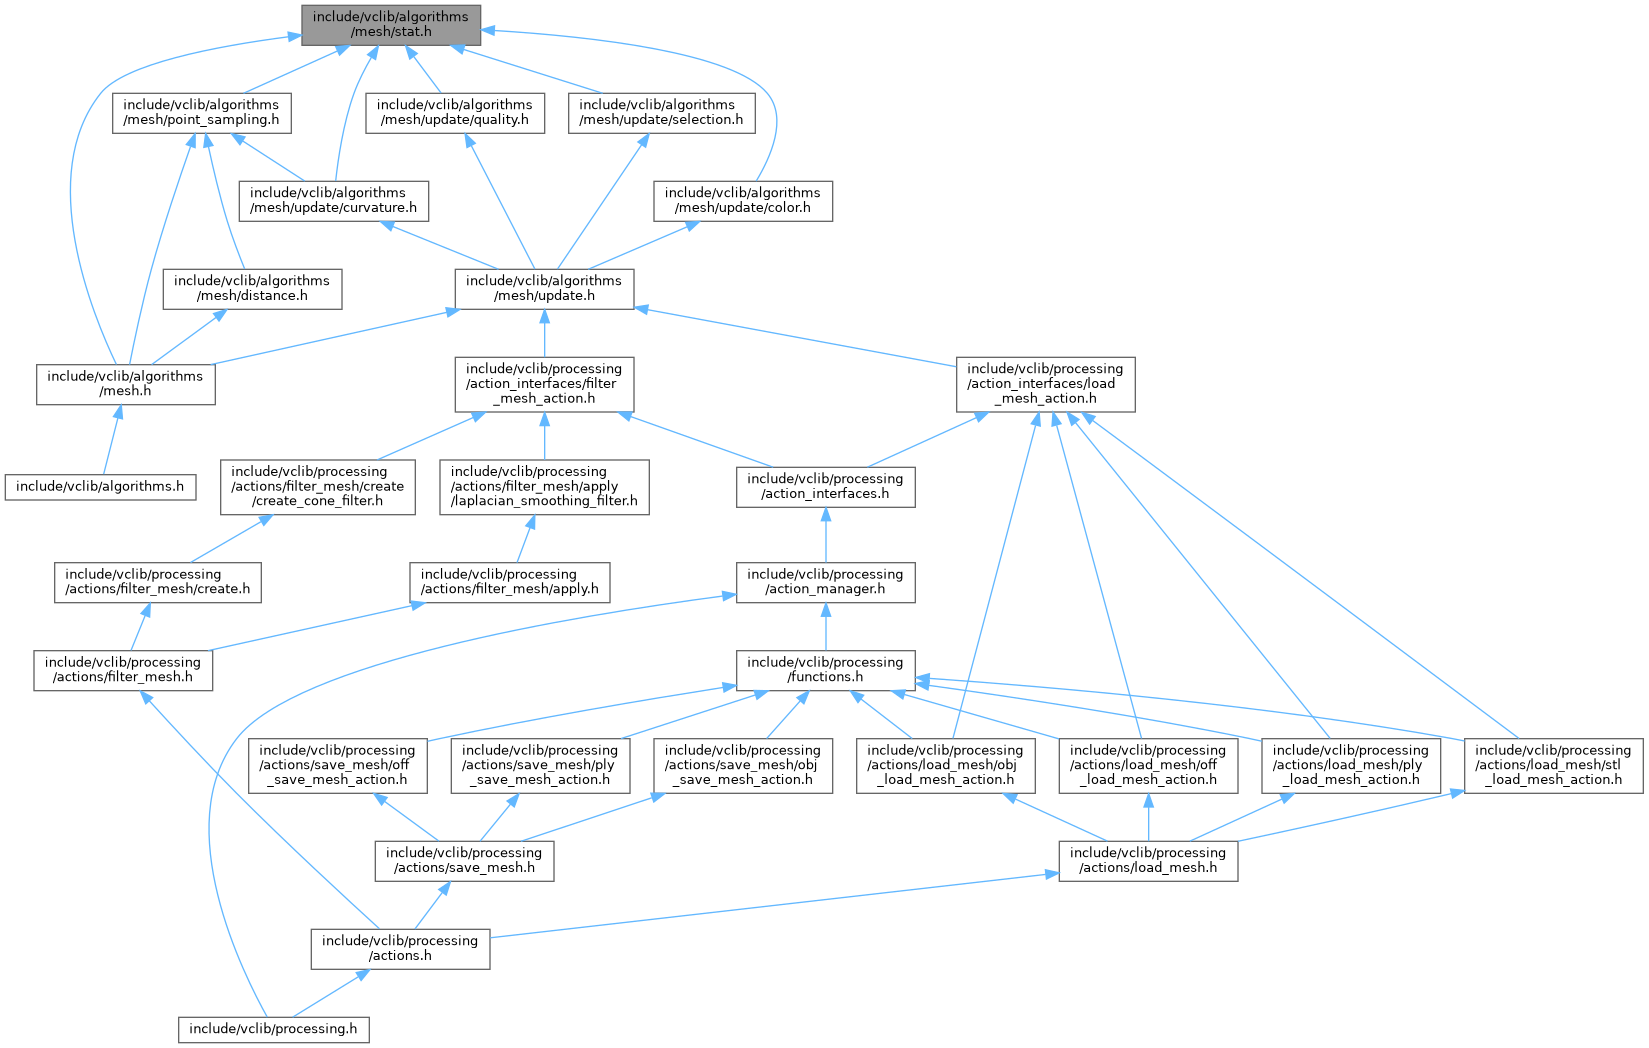 include/vclib/algorithms
/mesh/stat.h
include/vclib/algorithms
/mesh/point_sampling.h
include/vclib/algorithms
/mesh/update/quality.h
include/vclib/algorithms
/mesh/update/selection.h
include/vclib/algorithms
/mesh/update/curvature.h
include/vclib/algorithms
/mesh/update/color.h
include/vclib/algorithms
/mesh/distance.h
include/vclib/algorithms
/mesh/update.h
include/vclib/algorithms
/mesh.h
include/vclib/processing
/action_interfaces/filter
_mesh_action.h
include/vclib/processing
/action_interfaces/load
_mesh_action.h
include/vclib/algorithms.h
include/vclib/processing
/actions/filter_mesh/create
/create_cone_filter.h
include/vclib/processing
/actions/filter_mesh/apply
/laplacian_smoothing_filter.h
include/vclib/processing
/action_interfaces.h
include/vclib/processing
/actions/filter_mesh/create.h
include/vclib/processing
/actions/filter_mesh/apply.h
include/vclib/processing
/action_manager.h
include/vclib/processing
/actions/filter_mesh.h
include/vclib/processing
/functions.h
include/vclib/processing
/actions/save_mesh/off
_save_mesh_action.h
include/vclib/processing
/actions/save_mesh/ply
_save_mesh_action.h
include/vclib/processing
/actions/save_mesh/obj
_save_mesh_action.h
include/vclib/processing
/actions/load_mesh/obj
_load_mesh_action.h
include/vclib/processing
/actions/load_mesh/off
_load_mesh_action.h
include/vclib/processing
/actions/load_mesh/ply
_load_mesh_action.h
include/vclib/processing
/actions/load_mesh/stl
_load_mesh_action.h
include/vclib/processing
/actions/save_mesh.h
include/vclib/processing
/actions/load_mesh.h
include/vclib/processing
/actions.h
include/vclib/processing.h